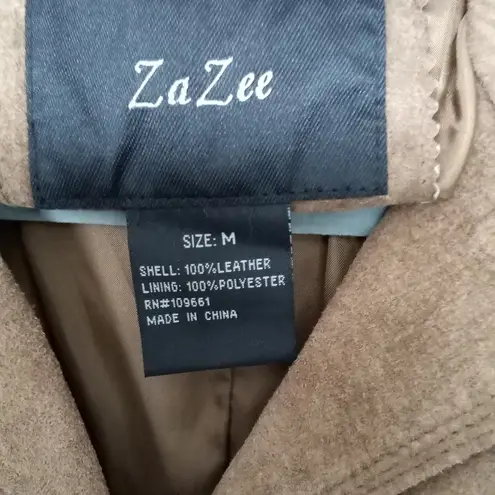 ZaZee
SIZE: M
SHELL: 100%LEATHER
LINING: 100%POLYESTER
RN#109661
MADE IN CHINA